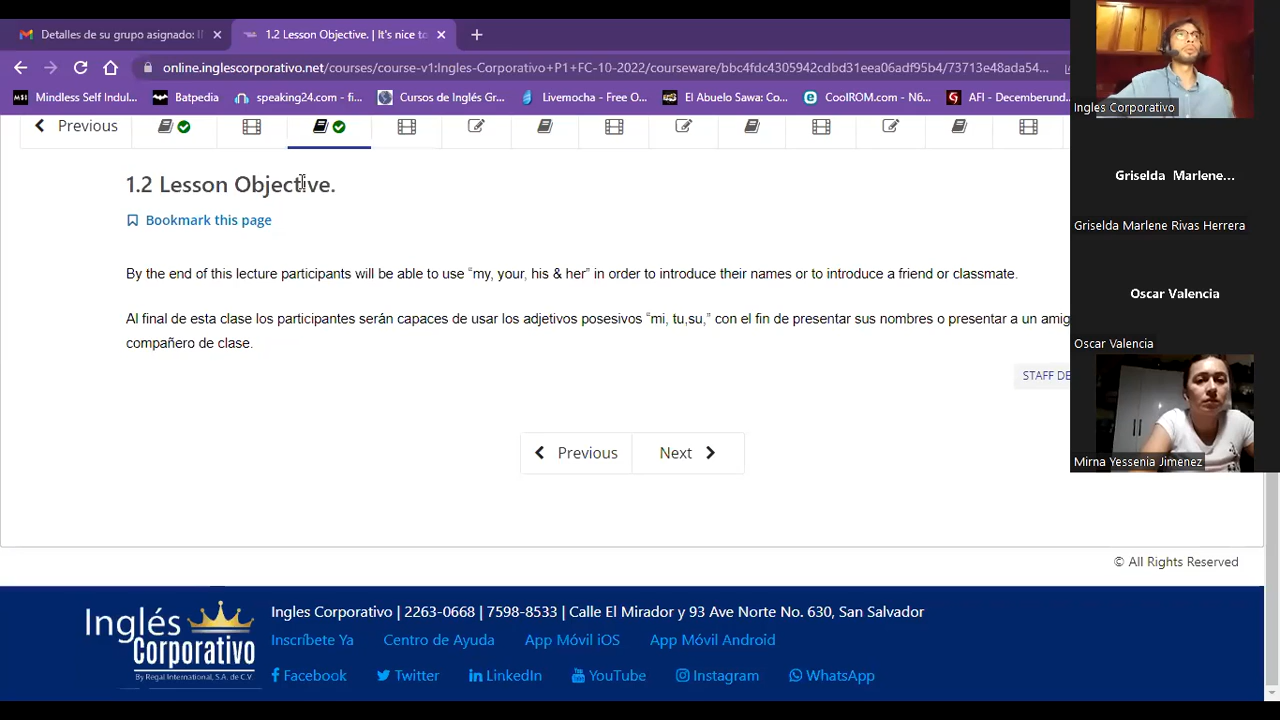 Detalles de su grupo asignado: I
1.2 Lesson Objective. | It's nice to
online.inglescorporativo.net/courses/course-v1:Ingles-Corporativo+P1+FC-10-2022/courseware/bbc4fdc4305942cdbd31eea06adf95b4/73713e48ada54...
Mindless Self Indul...
Batpedia
speaking24.com - fi...
Cursos de Inglés Gr...
Livemocha - Free O...
El Abuelo Sawa: Co...
CoolROM.com - N6...
AFI - Decemberund...
Previous
1.2 Lesson Objective.
Bookmark this page
By the end of this lecture participants will be able to use “my, your, his & her” in order to introduce their names or to introduce a friend or classmate.
Al final de esta clase los participantes serán capaces de usar los adjetivos posesivos “mi, tu,su,” con el fin de presentar sus nombres o presentar a un amig
compañero de clase.
STAFF DE
Previous
Next
© All Rights Reserved
Inglés
Corporativo
By Regal International, S.A. de C.V.
Ingles Corporativo | 2263-0668 | 7598-8533 | Calle El Mirador y 93 Ave Norte No. 630, San Salvador
Inscríbete Ya
Centro de Ayuda
App Móvil iOS
App Móvil Android
Facebook
Twitter
LinkedIn
YouTube
Instagram
WhatsApp
Ingles Corporativo
Griselda Marlene...
Griselda Marlene Rivas Herrera
Oscar Valencia
Oscar Valencia
Mirna Yessenia Jimenez